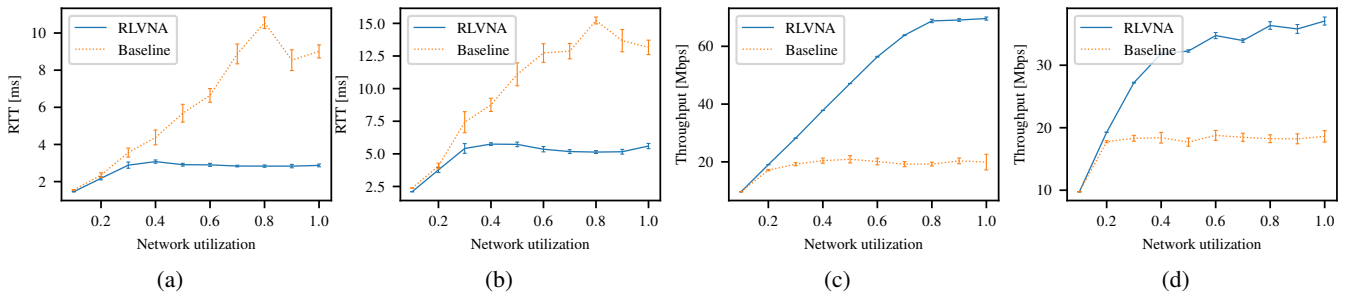 RTT [ms]
10
8
6
4
2
RLVNA
Baseline
0.2 0.4 0.6 0.8 1.0
Network utilization
(a)
RTT [ms]
15.0
12.5
10.0
7.5
5.0
2.5
RLVNA
Baseline
0.2 0.4 0.6 0.8 1.0
Network utilization
(b)
Throughput [Mbps]
60
40
20
RLVNA
Baseline
0.2 0.4 0.6 0.8 1.0
Network utilization
(c)
Throughput [Mbps]
30
20
10
RLVNA
Baseline
0.2 0.4 0.6 0.8 1.0
Network utilization
(d)